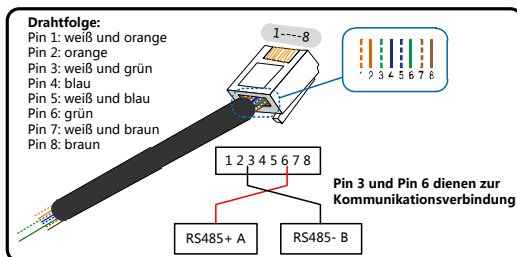 Drahtfolge:
Pin 1: weiß und orange
Pin 2: orange
Pin 3: weiß und grün
Pin 4: blau
Pin 5: weiß und blau
Pin 6: grün
Pin 7: weiß und braun
Pin 8: braun
1----8
1 2 3 4 5 6 7 8
1 2 3 4 5 6 7 8
Pin 3 und Pin 6 dienen zur
Kommunikationsverbindung
RS485+ A
RS485- B